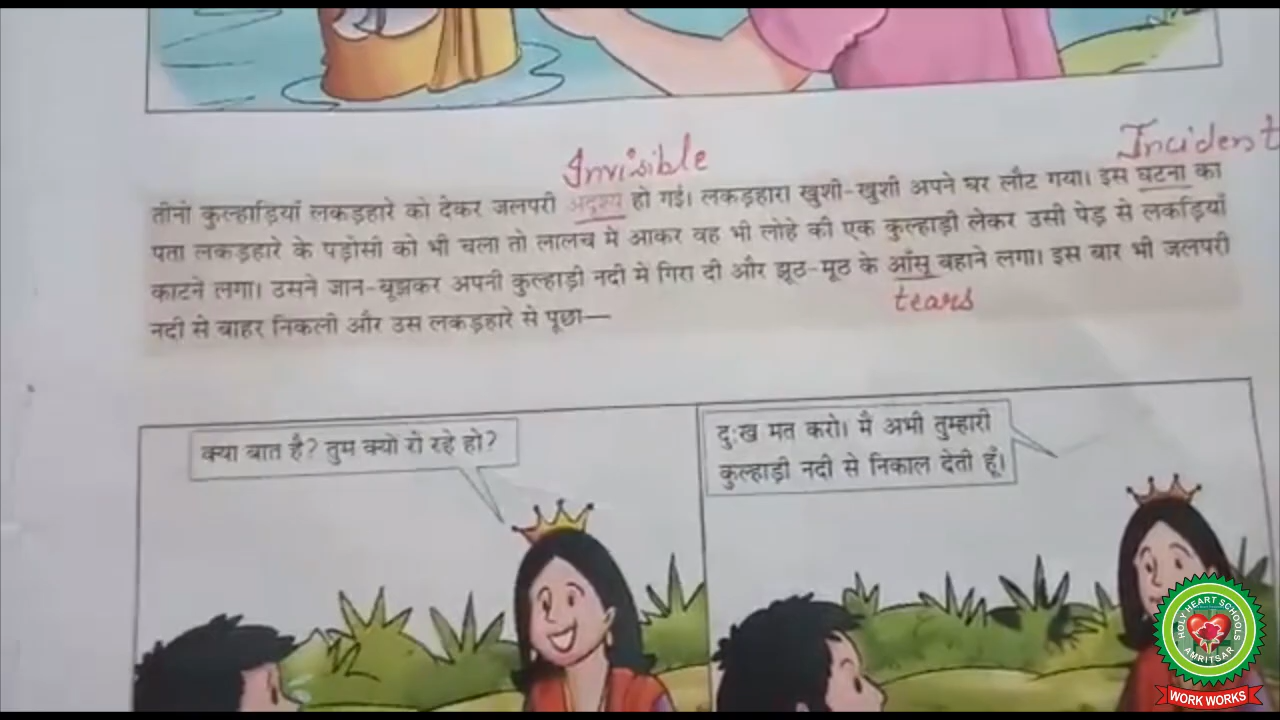 Invisible
Incident
तीनों कुल्हाड़ियाँ लकड़हारे को देकर जलपरी अदृश्य हो गई। लकड़हारा खुशी-खुशी अपने घर लौट गया। इस घटना का
पता लकड़हारे के पड़ोसी को भी चला तो लालच में आकर वह भी लोहे की एक कुल्हाड़ी लेकर उसी पेड़ से लकड़ियाँ
काटने लगा। उसने जान-बूझकर अपनी कुल्हाड़ी नदी में गिरा दी और झूठ-मूठ के आँसू बहाने लगा। इस बार भी जलपरी
tears
नदी से बाहर निकली और उस लकड़हारे से पूछा—
क्या बात है? तुम क्यों रो रहे हो?
दुःख मत करो। मैं अभी तुम्हारी
कुल्हाड़ी नदी से निकाल देती हूँ।
HOLY HEART SCHOOLS
AMRITSAR
WORK WORKS